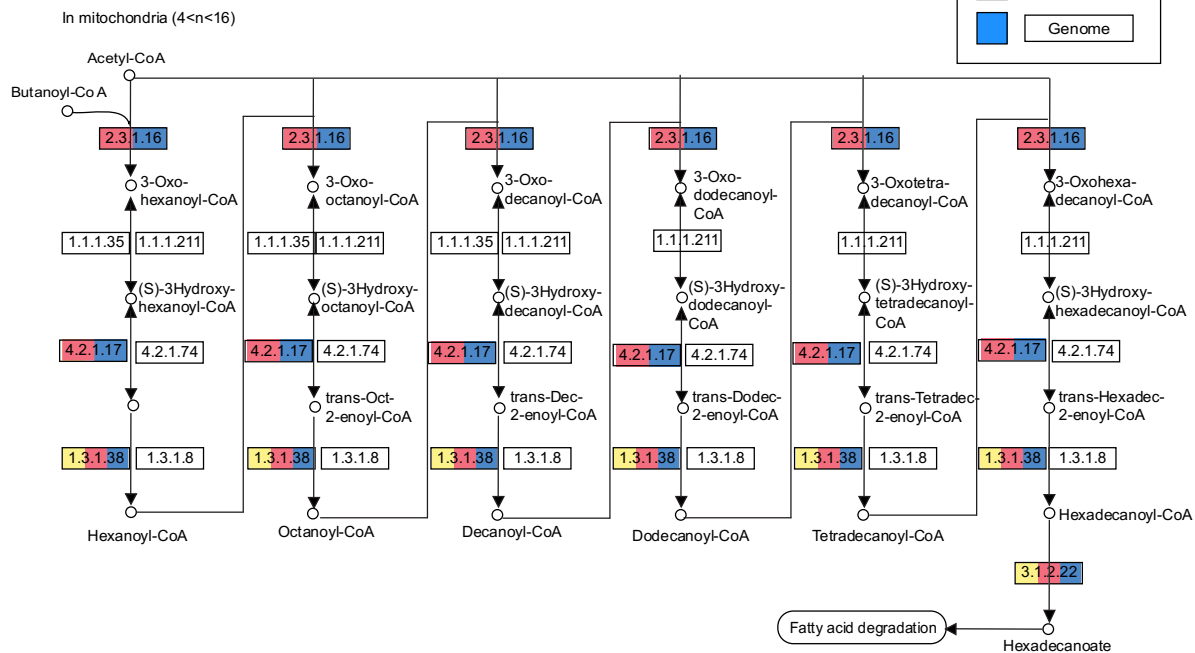 In mitochondria (4<n<16)
Genome
Acetyl-CoA
Butanoyl-Co A
2.3.1.16
2.3.1.16
2.3.1.16
2.3.1.16
2.3.1.16
2.3.1.16
3-Oxo-
hexanoyl-CoA
3-Oxo-
octanoyl-CoA
3-Oxo-
decanoyl-CoA
3-Oxo-
dodecanoyl-
CoA
3-Oxotetra-
decanoyl-CoA
3-Oxohexa-
decanoyl-CoA
1.1.1.35 1.1.1.211
1.1.1.35 1.1.1.211
1.1.1.35 1.1.1.211
1.1.1.211
1.1.1.211
1.1.1.211
(S)-3Hydroxy-
hexanoyl-CoA
(S)-3Hydroxy-
octanoyl-CoA
(S)-3Hydroxy-
decanoyl-CoA
(S)-3Hydroxy-
dodecanoyl-
CoA
(S)-3Hydroxy-
tetradecanoyl-
CoA
(S)-3Hydroxy-
hexadecanoyl-CoA
4.2.1.17 4.2.1.74
4.2.1.17 4.2.1.74
4.2.1.17 4.2.1.74
4.2.1.17 4.2.1.74
4.2.1.17 4.2.1.74
4.2.1.17 4.2.1.74
trans-Oct-
2-enoyl-CoA
trans-Dec-
2-enoyl-CoA
trans-Dodec-
2-enoyl-CoA
trans-Tetradec-
2-enoyl-CoA
trans-Hexadec-
2-enoyl-CoA
1.3.1.38 1.3.1.8
1.3.1.38 1.3.1.8
1.3.1.38 1.3.1.8
1.3.1.38 1.3.1.8
1.3.1.38 1.3.1.8
1.3.1.38 1.3.1.8
Hexanoyl-CoA
Octanoyl-CoA
Decanoyl-CoA
Dodecanoyl-CoA
Tetradecanoyl-CoA
Hexadecanoyl-CoA
3.1.2.22
Fatty acid degradation
Hexadecanoate